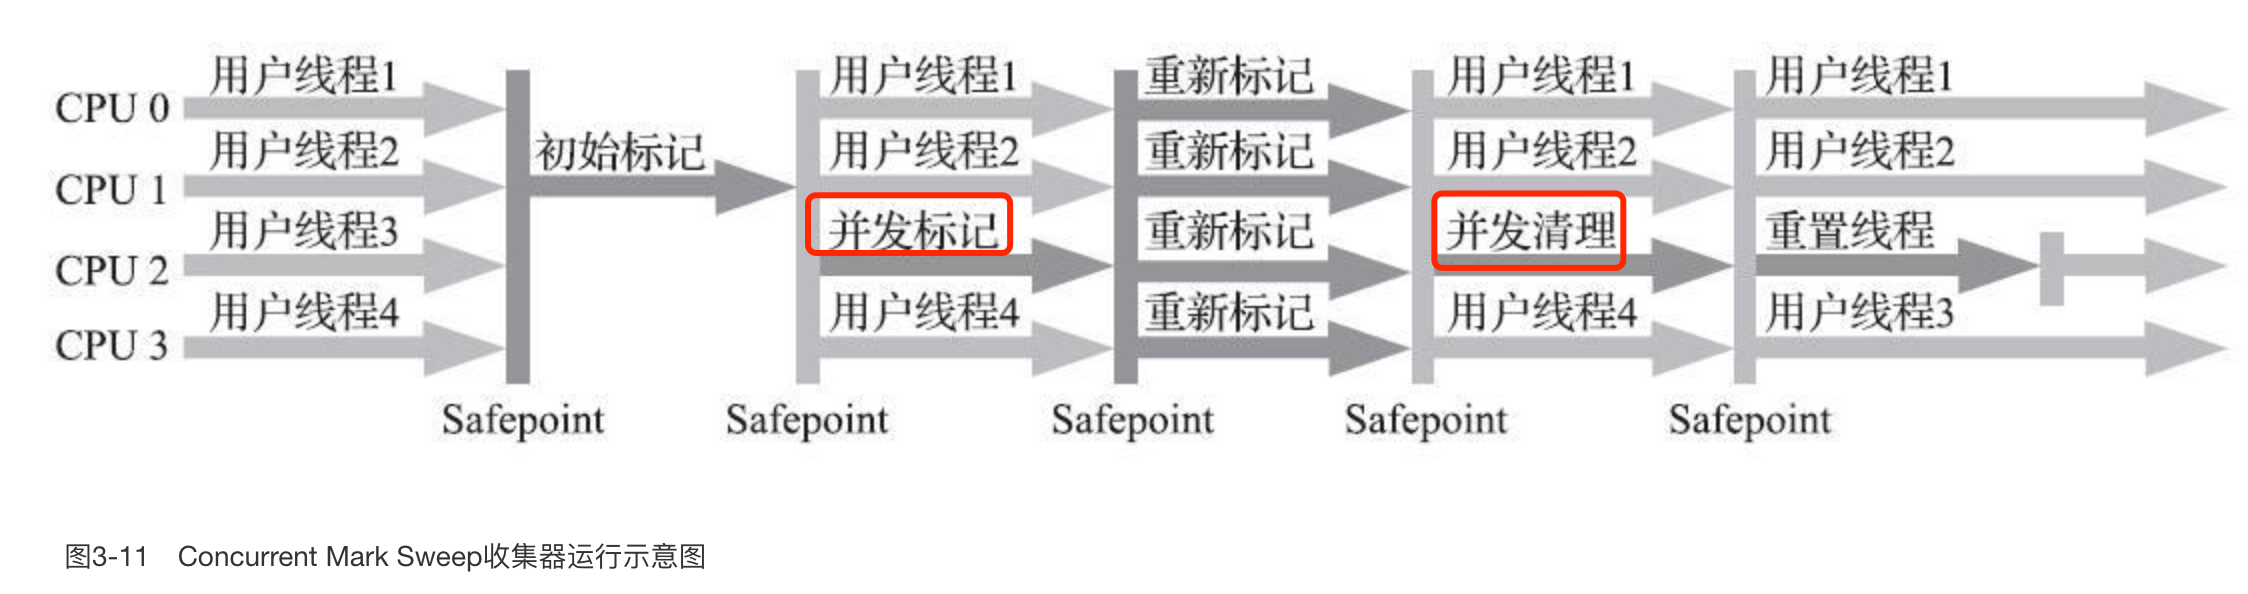 用户线程1 用户线程1 重新标记 用户线程1 用户线程1
CPU 0
用户线程2 初始标记 用户线程2 重新标记 用户线程2 用户线程2
CPU 1
用户线程3 并发标记 重新标记 并发清理 重置线程
CPU 2
用户线程4 用户线程4 重新标记 用户线程4 用户线程3
CPU 3
Safepoint Safepoint Safepoint Safepoint Safepoint
图3-11 Concurrent Mark Sweep收集器运行示意图